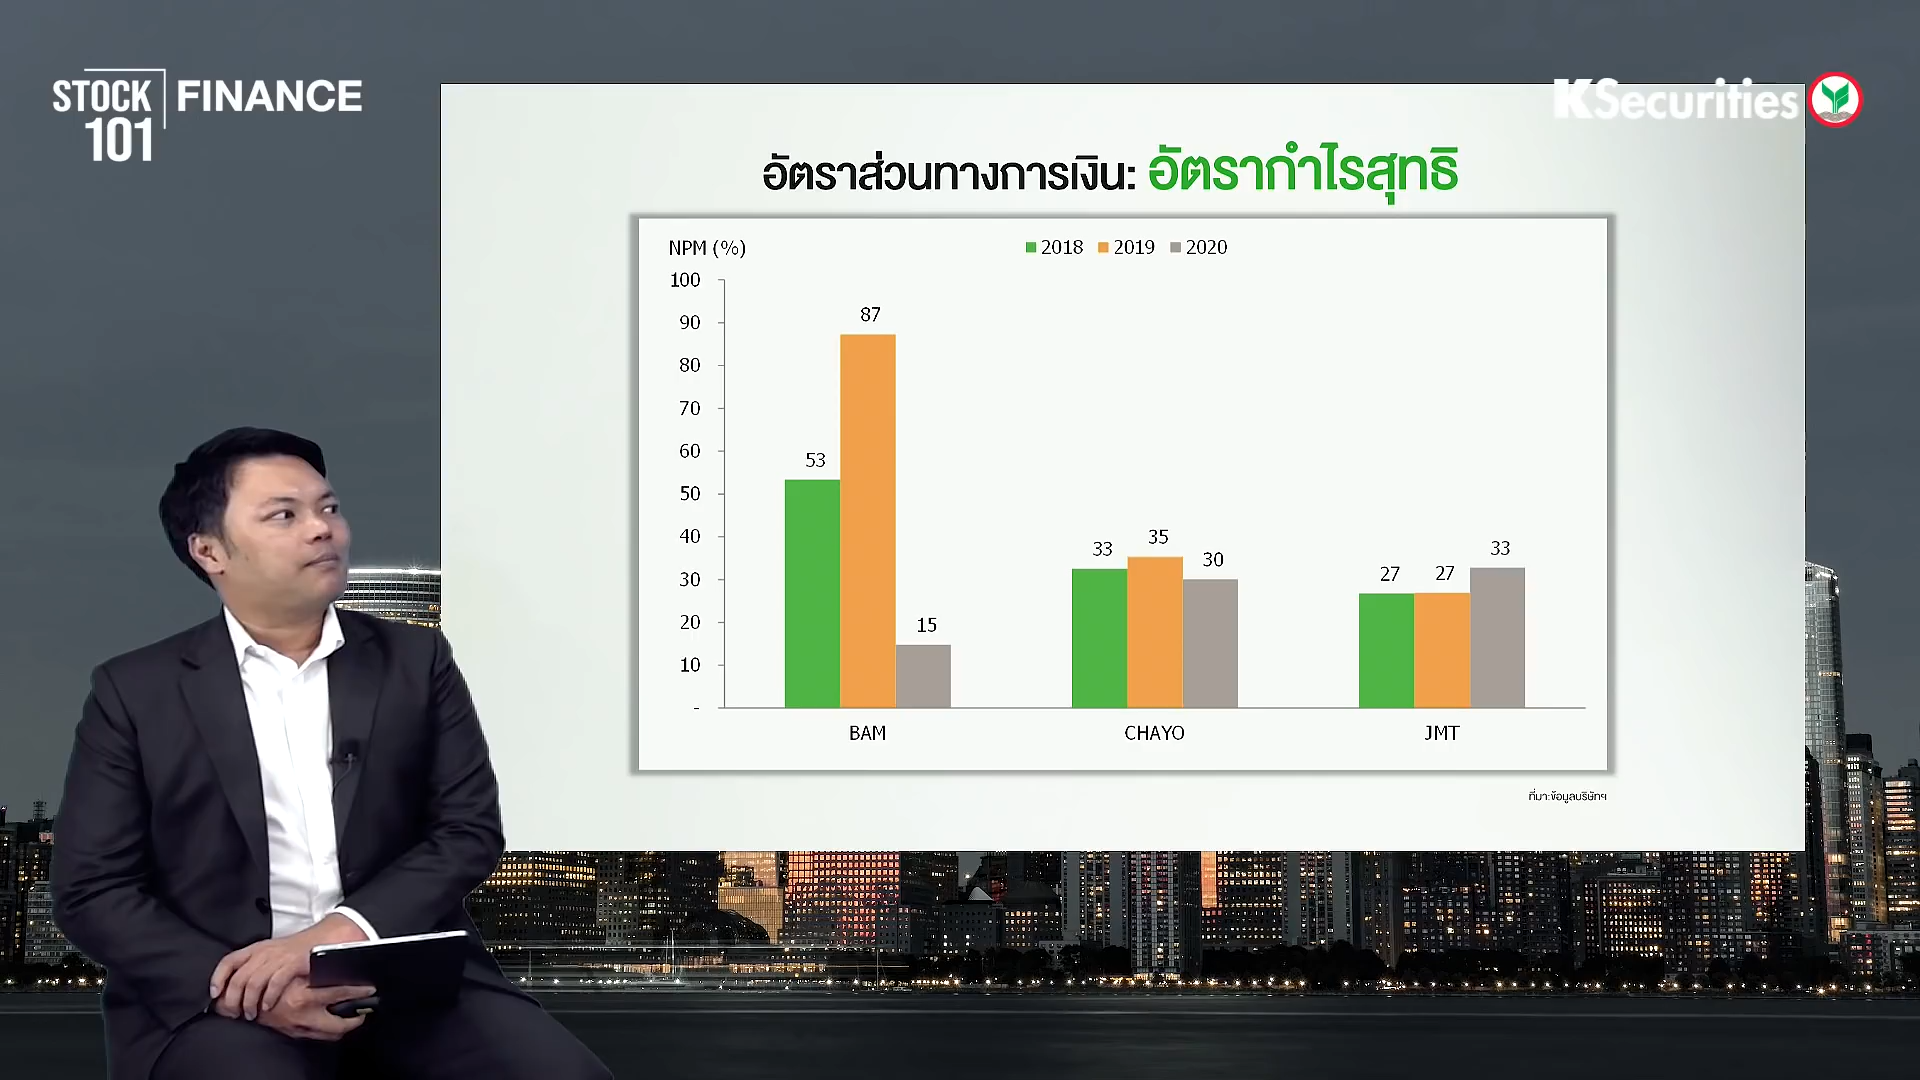 STOCK 101 FINANCE
KSecurities
อัตราส่วนทางการเงิน: อัตรากำไรสุทธิ
NPM (%)
2018 2019 2020
100
90
80
70
60
50
40
30
20
10
-
53 87 15
33 35 30
27 27 33
BAM CHAYO JMT
ที่มา:ข้อมูลบริษัทฯ